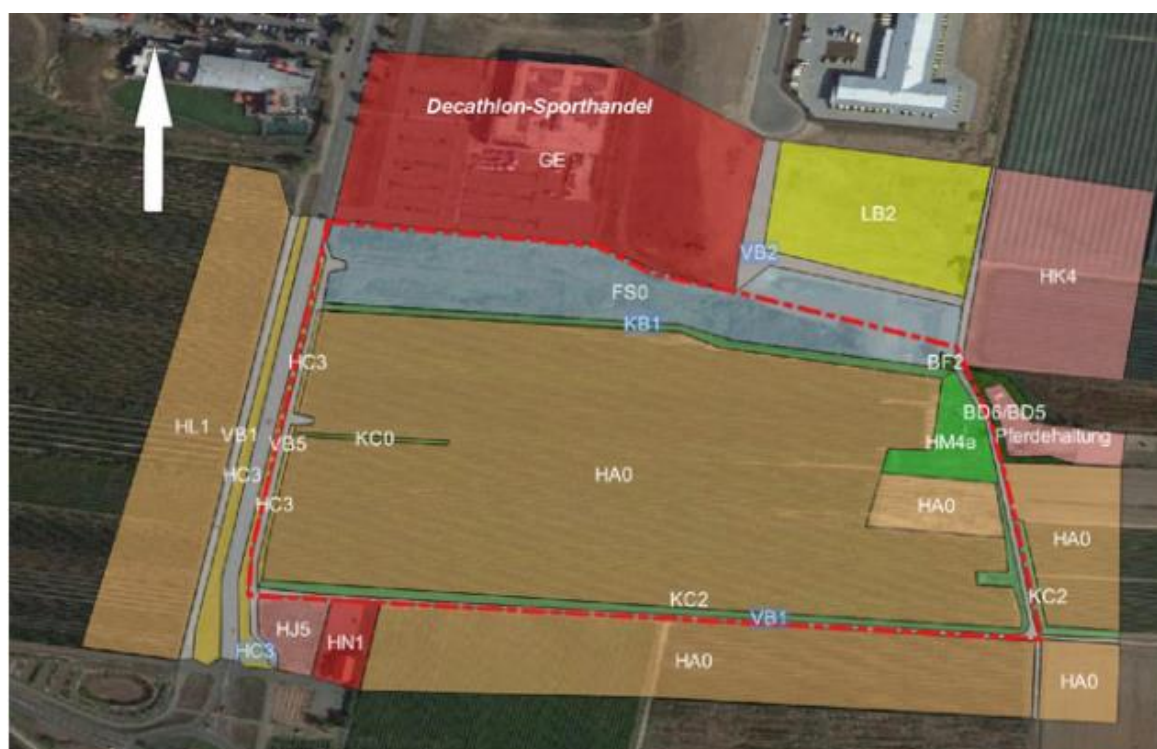 Decathlon-Sporthandel
GE
LB2
VB2
HK4
FS0
KB1
HC3
BF2
BD6/BD5
Pferdehaltung
HL1
VB1
VB5
KC0
HM4a
HC3
HA0
HC3
HA0
HA0
KC2
VB1
KC2
HJ5
HN1
HC3
HA0
HA0